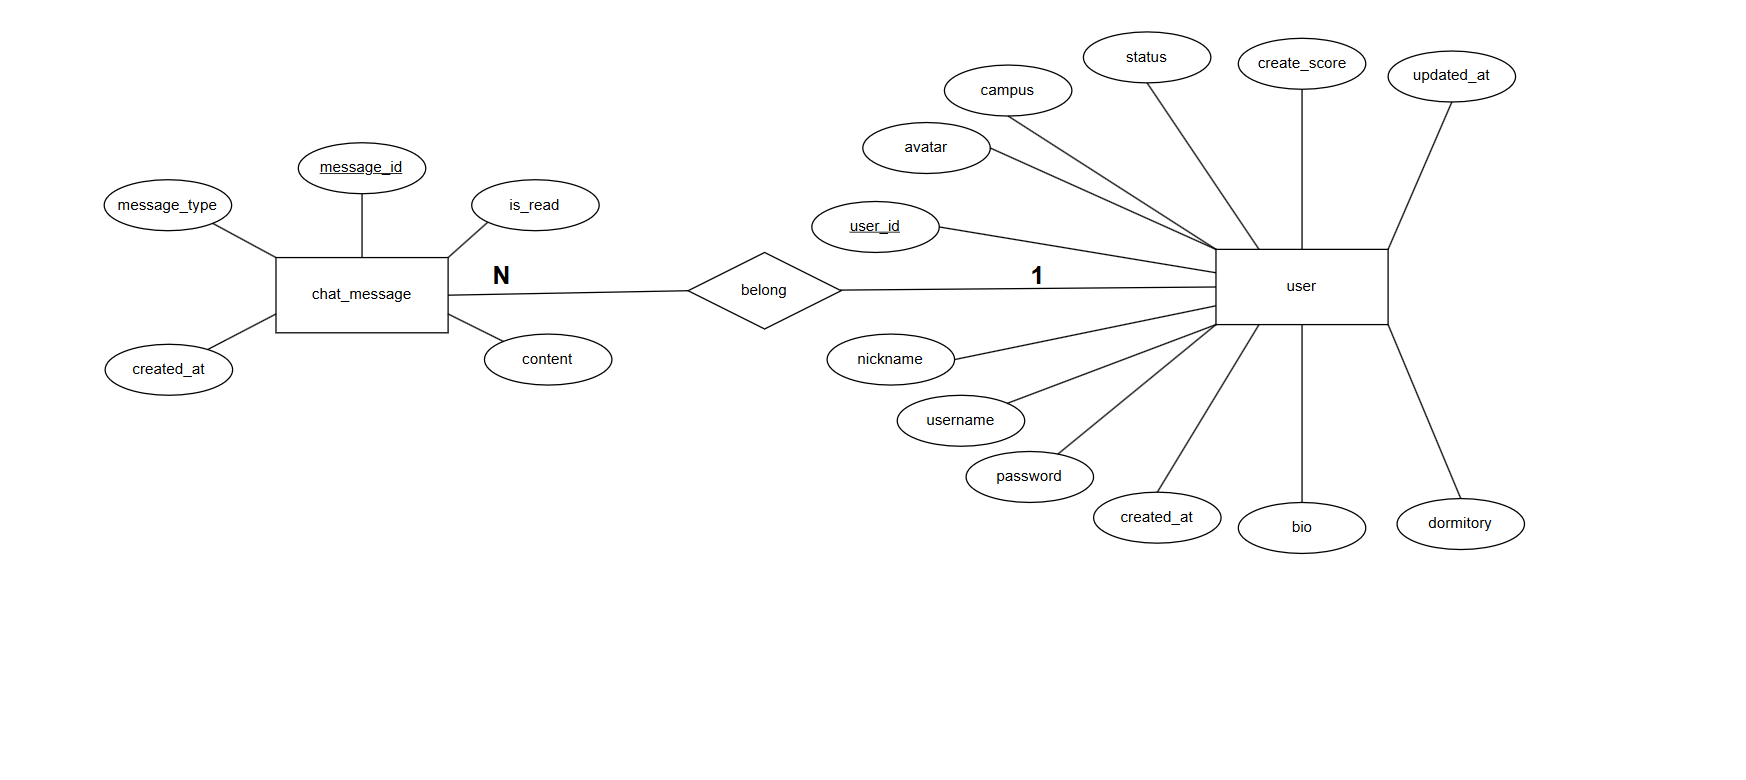 status
create_score
updated_at
campus
avatar
message_id
message_type
is_read
user_id
N
1
chat_message
belong
user
nickname
content
created_at
username
password
created_at
bio
dormitory